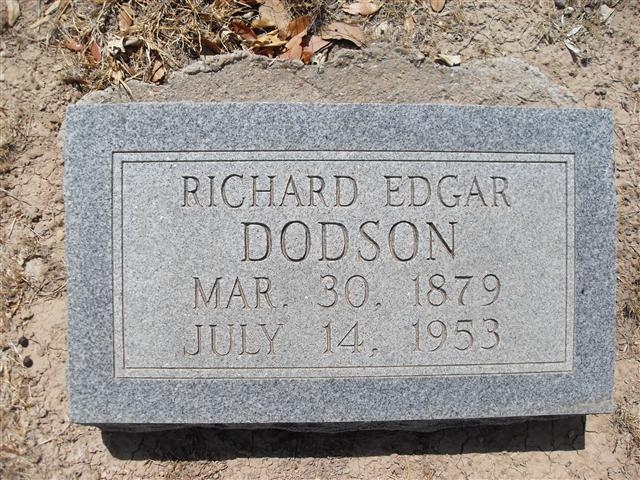 RICHARD EDGAR
DODSON
MAR. 30, 1879
JULY 14, 1953